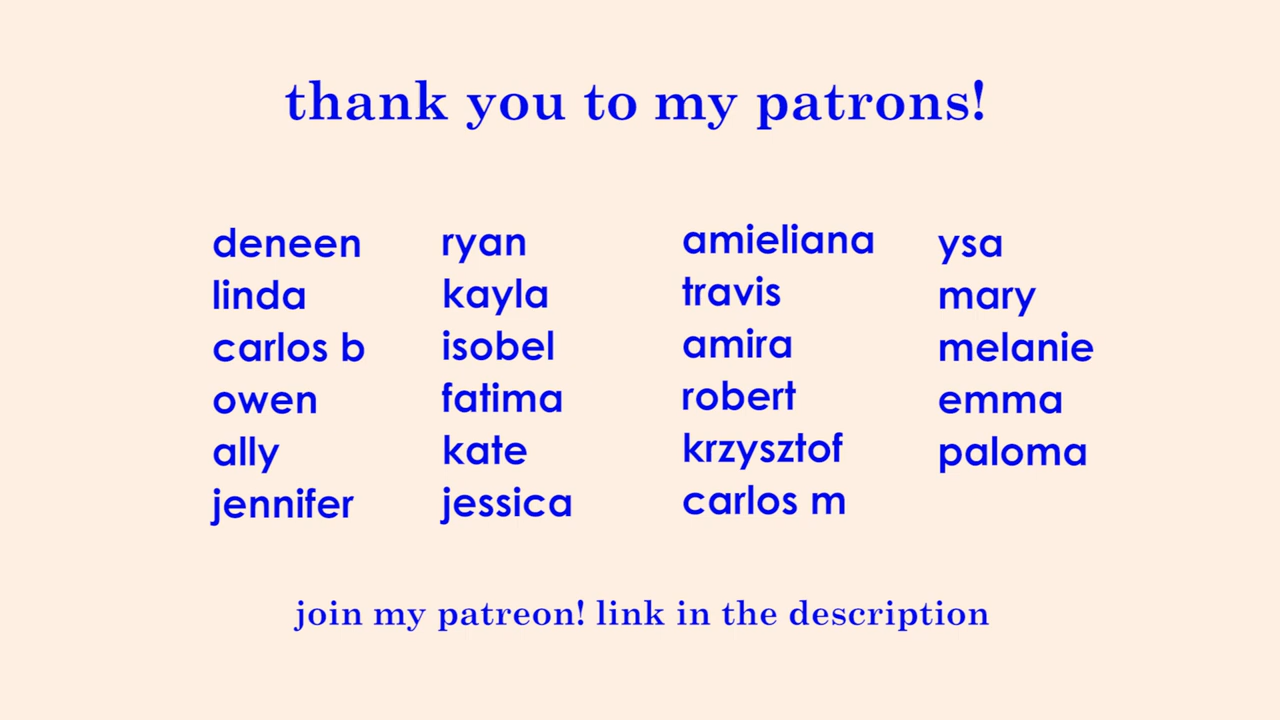 thank you to my patrons!
deneen
linda
carlos b
owen
ally
jennifer
ryan
kayla
isobel
fatima
kate
jessica
amieliana
travis
amira
robert
krzysztof
carlos m
ysa
mary
melanie
emma
paloma
join my patreon! link in the description